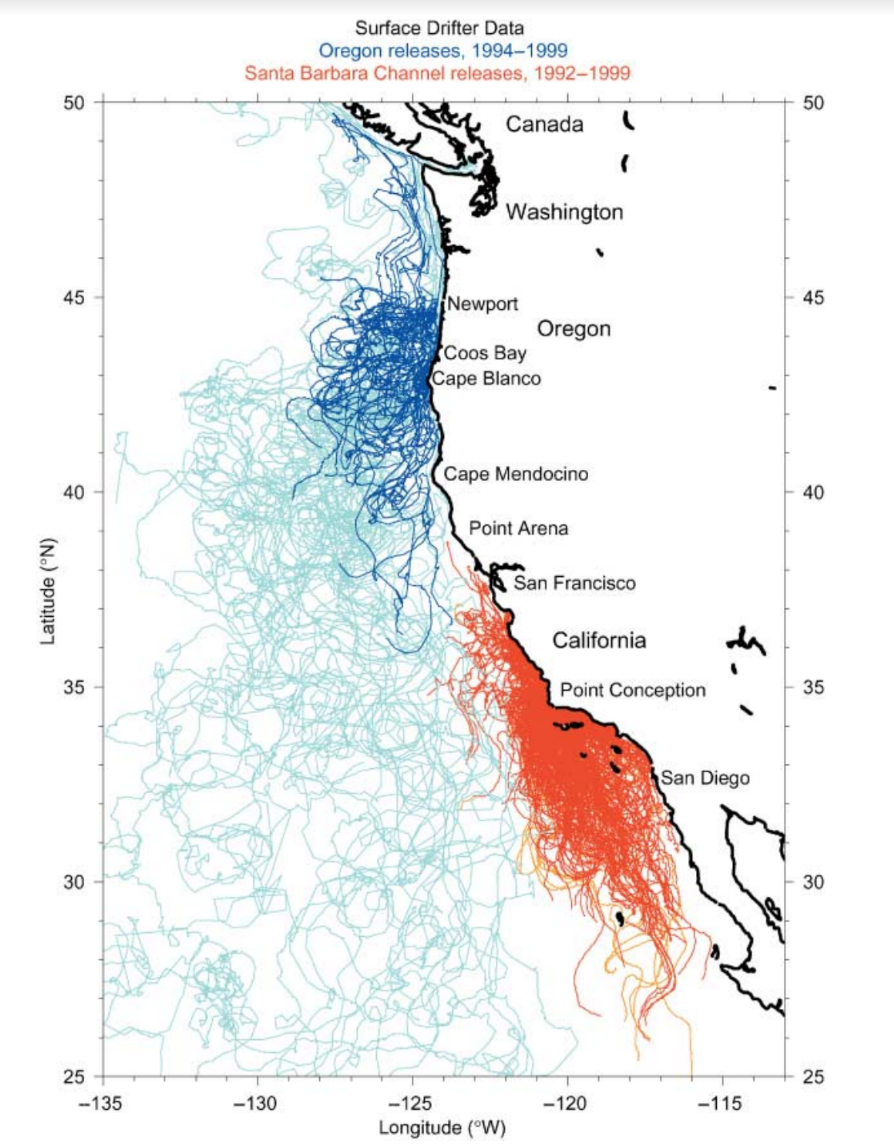 Surface Drifter Data
Oregon releases, 1994–1999
Santa Barbara Channel releases, 1992–1999
50
50
Canada
Washington
45
45
Newport
Oregon
Coos Bay
Cape Blanco
40
40
Cape Mendocino
Point Arena
San Francisco
California
Latitude (°N)
35
35
Point Conception
San Diego
30
30
25
25
–135
–130
–125
–120
–115
Longitude (°W)